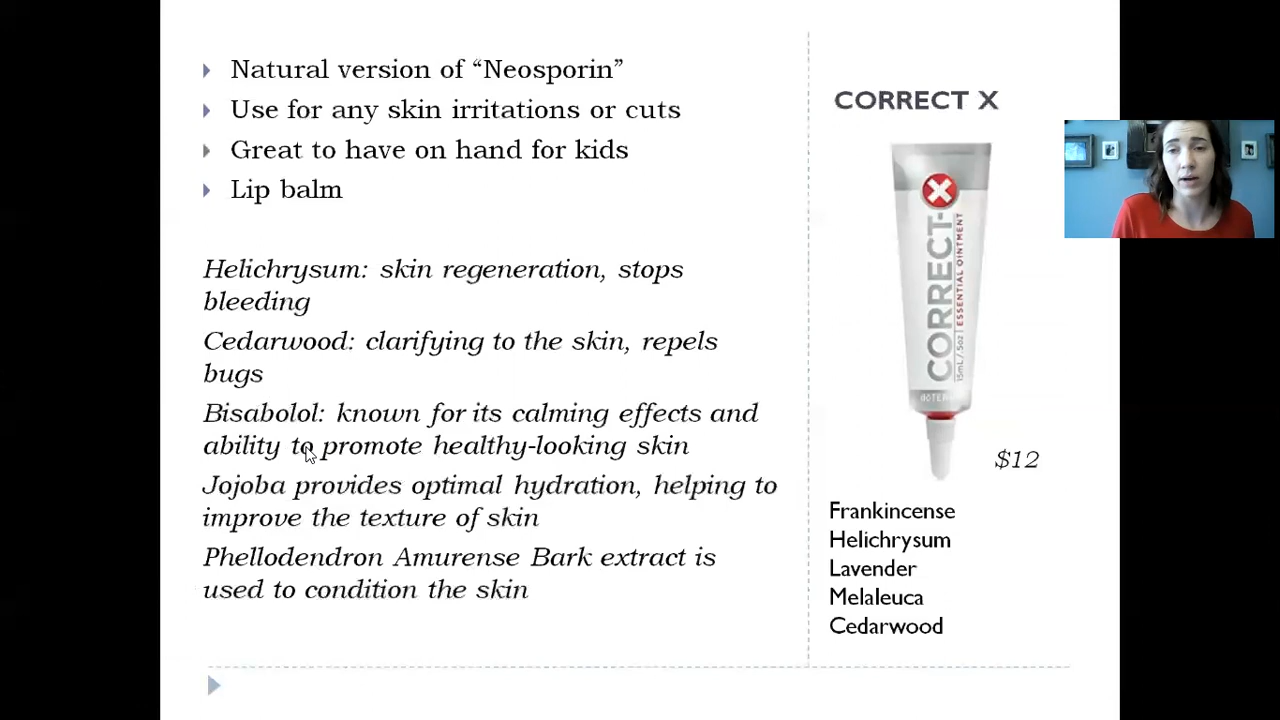 Natural version of “Neosporin”
Use for any skin irritations or cuts
Great to have on hand for kids
Lip balm
Helichrysum: skin regeneration, stops
bleeding
Cedarwood: clarifying to the skin, repels
bugs
Bisabolol: known for its calming effects and
ability to promote healthy-looking skin
Jojoba provides optimal hydration, helping to
improve the texture of skin
Phellodendron Amurense Bark extract is
used to condition the skin
CORRECT X
CORRECT-X
ESSENTIAL OINTMENT
15mL/.5oz
$12
Frankincense
Helichrysum
Lavender
Melaleuca
Cedarwood